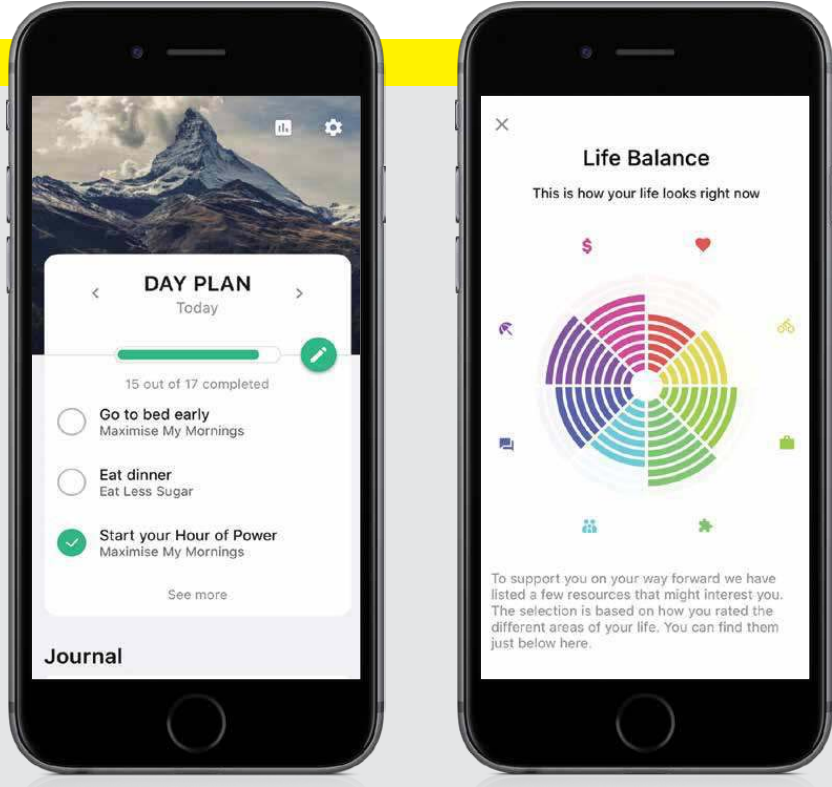 DAY PLAN
Today
15 out of 17 completed
Go to bed early
Maximise My Mornings
Eat dinner
Eat Less Sugar
Start your Hour of Power
Maximise My Mornings
See more
Journal
Life Balance
This is how your life looks right now
$
To support you on your way forward we have
listed a few resources that might interest you.
The selection is based on how you rated the
different areas of your life. You can find them
just below here.